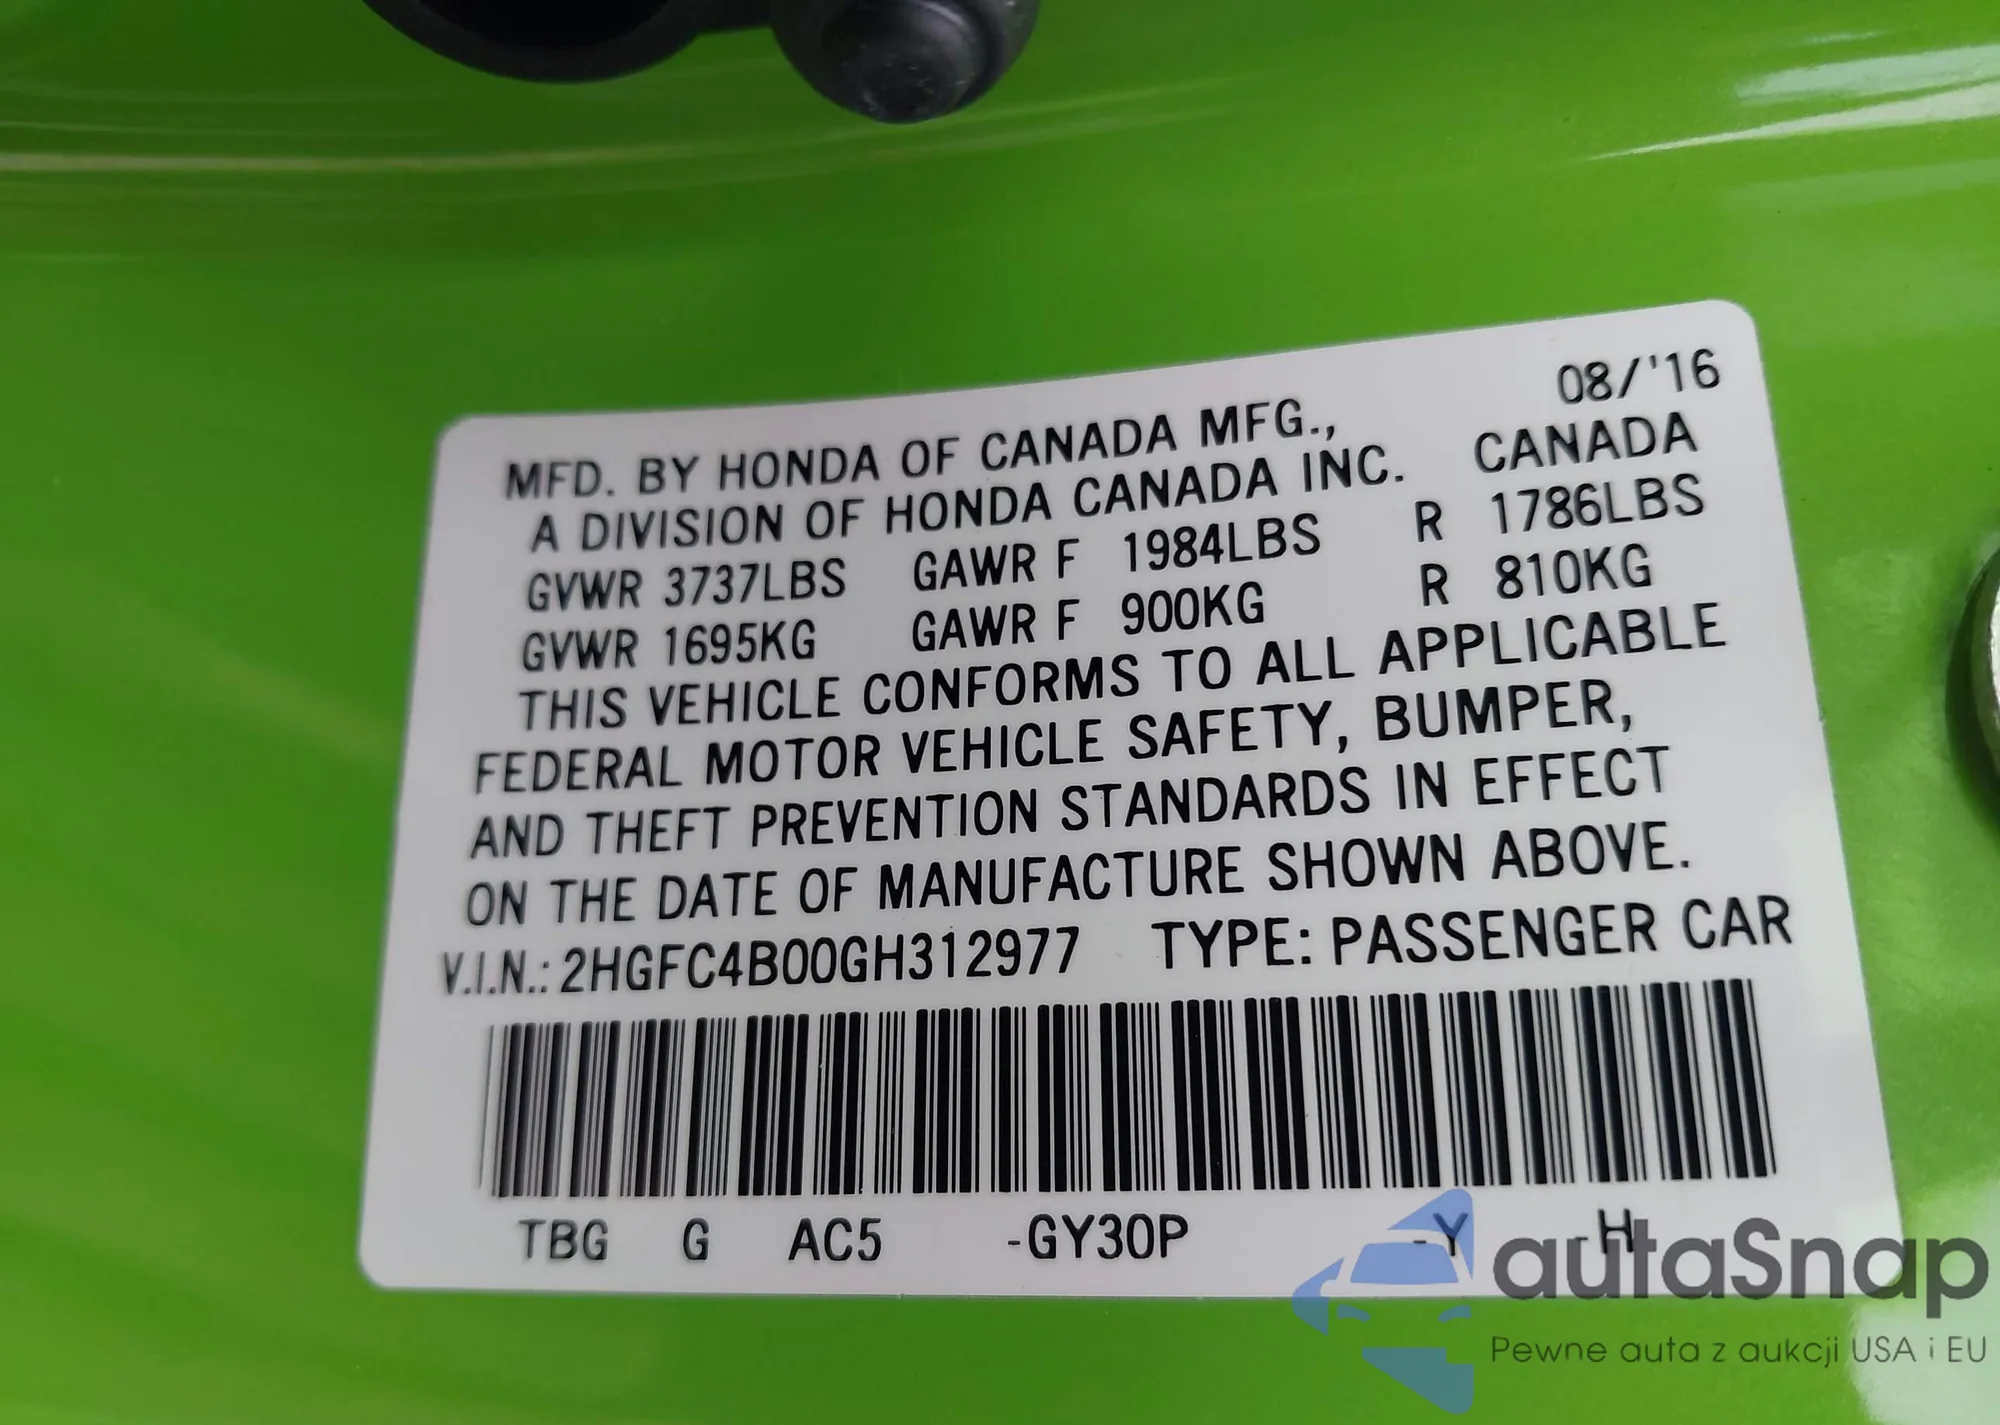 08/'16
MFD. BY HONDA OF CANADA MFG.,
A DIVISION OF HONDA CANADA INC. CANADA
GVWR 3737LBS GAWR F 1984LBS R 1786LBS
GVWR 1695KG GAWR F 900KG R 810KG
THIS VEHICLE CONFORMS TO ALL APPLICABLE
FEDERAL MOTOR VEHICLE SAFETY, BUMPER,
AND THEFT PREVENTION STANDARDS IN EFFECT
ON THE DATE OF MANUFACTURE SHOWN ABOVE.
V.I.N.: 2HGFC4B00GH312977 TYPE: PASSENGER CAR
TBG G AC5 -GY30P -Y -H
autaSnap
Pewne auta z aukcji USA i EU